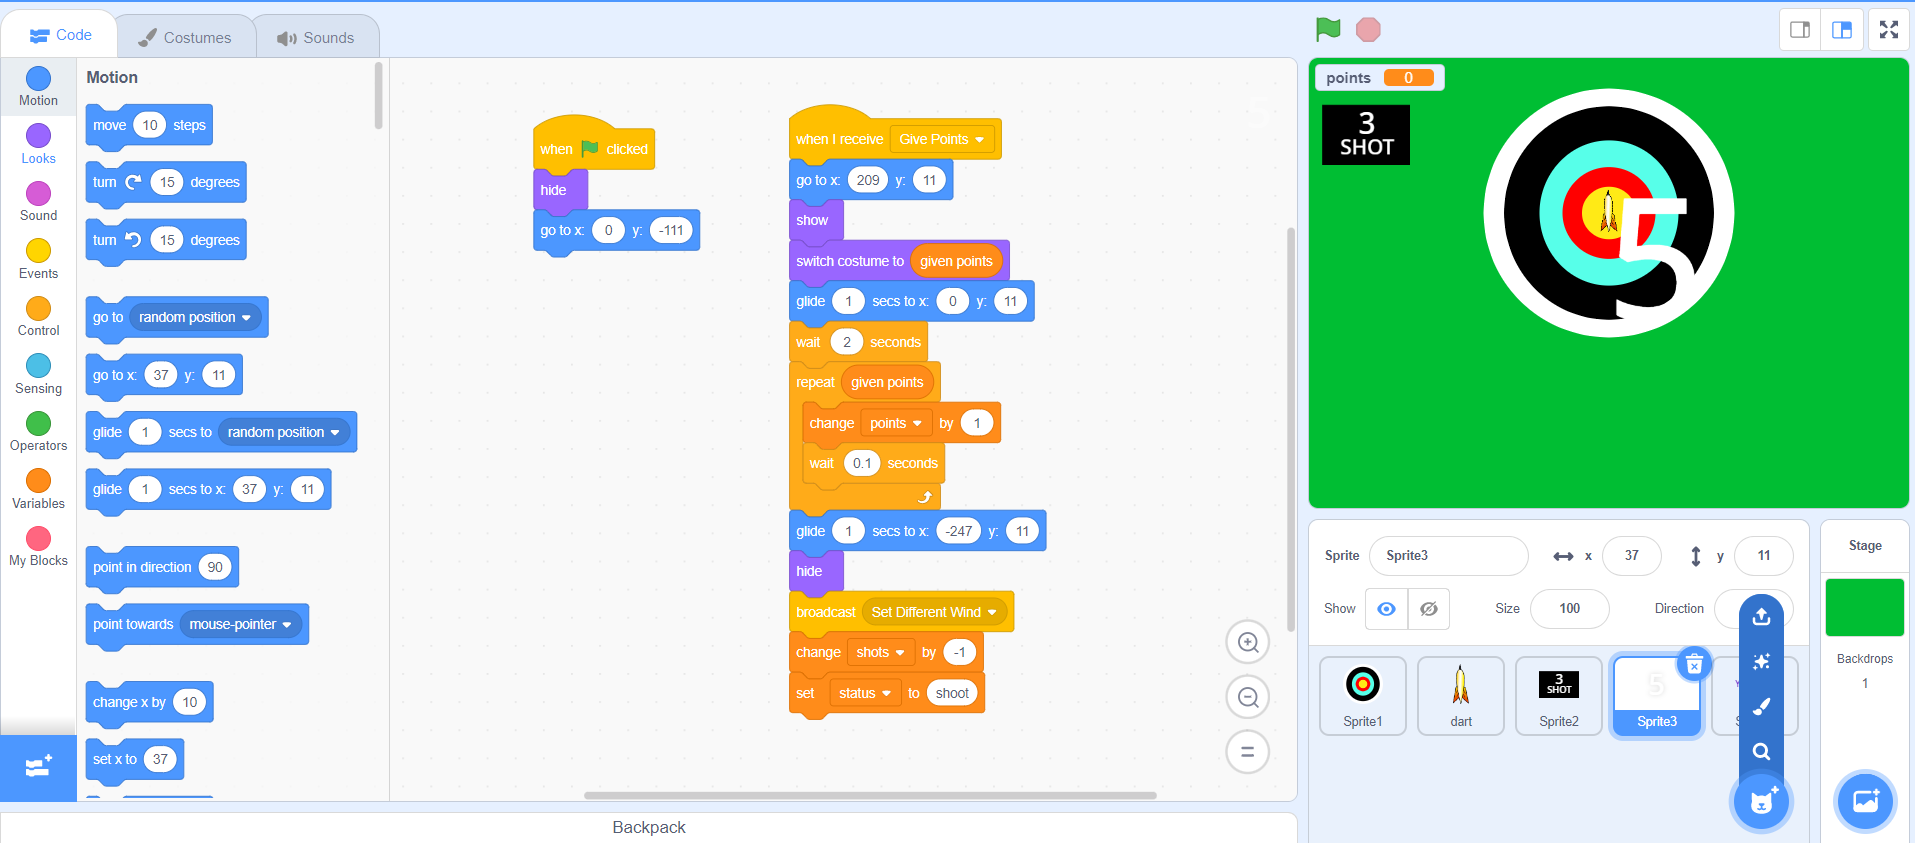 Code
Costumes
Sounds
Motion
Looks
Sound
Events
Control
Sensing
Operators
Variables
My Blocks
Motion
move 10 steps
turn 15 degrees
turn 15 degrees
go to random position
go to x: 37 y: 11
glide 1 secs to random position
glide 1 secs to x: 37 y: 11
point in direction 90
point towards mouse-pointer
change x by 10
set x to 37
when clicked
hide
go to x: 0 y: -111
when I receive Give Points
go to x: 209 y: 11
show
switch costume to given points
glide 1 secs to x: 0 y: 11
wait 2 seconds
repeat given points
change points by 1
wait 0.1 seconds
glide 1 secs to x: -247 y: 11
hide
broadcast Set Different Wind
change shots by -1
set status to shoot
5
Backpack
points 0
3
SHOT
5
Sprite Sprite3 x 37 y 11
Show Size 100 Direction
Sprite1
dart
3
SHOT
Sprite2
5
Sprite3
Stage
Backdrops
1